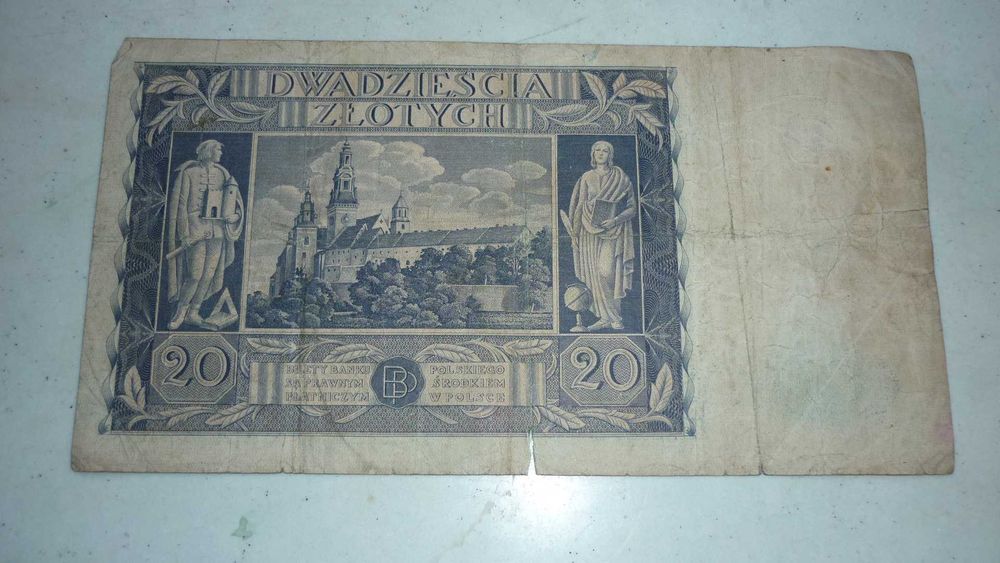 DWADZIEŚCIA
ZŁOTYCH
20
BILETY BANKU POLSKIEGO
SĄ PRAWNYM ŚRODKIEM
PŁATNICZYM W POLSCE
BP
20